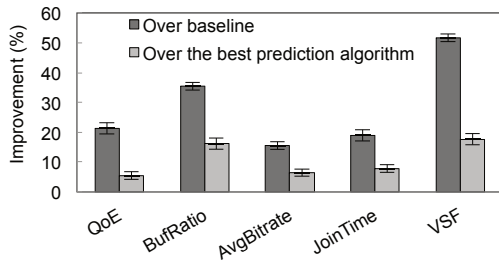 Improvement (%)
60
50
40
30
20
10
0
Over baseline
Over the best prediction algorithm
QoE
BufRatio
AvgBitrate
JoinTime
VSF